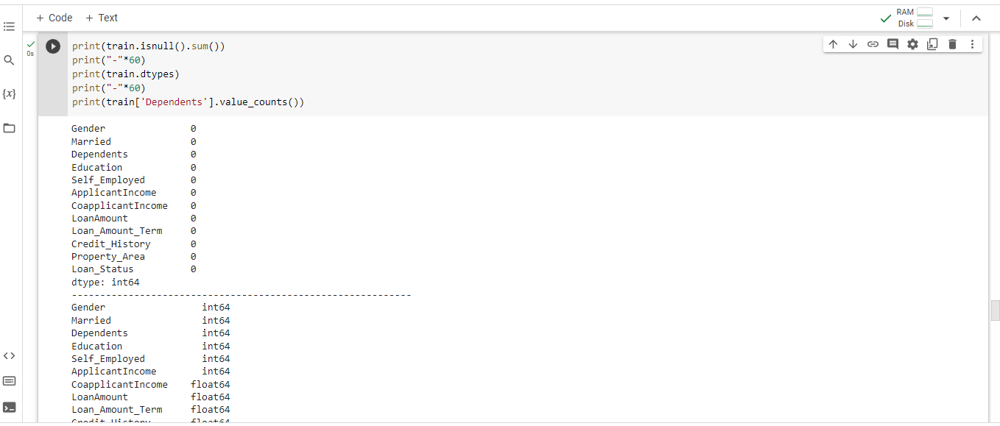 + Code + Text
RAM
Disk
{x}
0s
print(train.isnull().sum())
print("-"*60)
print(train.dtypes)
print("-"*60)
print(train['Dependents'].value_counts())
Gender 0
Married 0
Dependents 0
Education 0
Self_Employed 0
ApplicantIncome 0
CoapplicantIncome 0
LoanAmount 0
Loan_Amount_Term 0
Credit_History 0
Property_Area 0
Loan_Status 0
dtype: int64
------------------------------------------------------------
Gender int64
Married int64
Dependents int64
Education int64
Self_Employed int64
ApplicantIncome int64
CoapplicantIncome float64
LoanAmount float64
Loan_Amount_Term float64
Credit_History float64